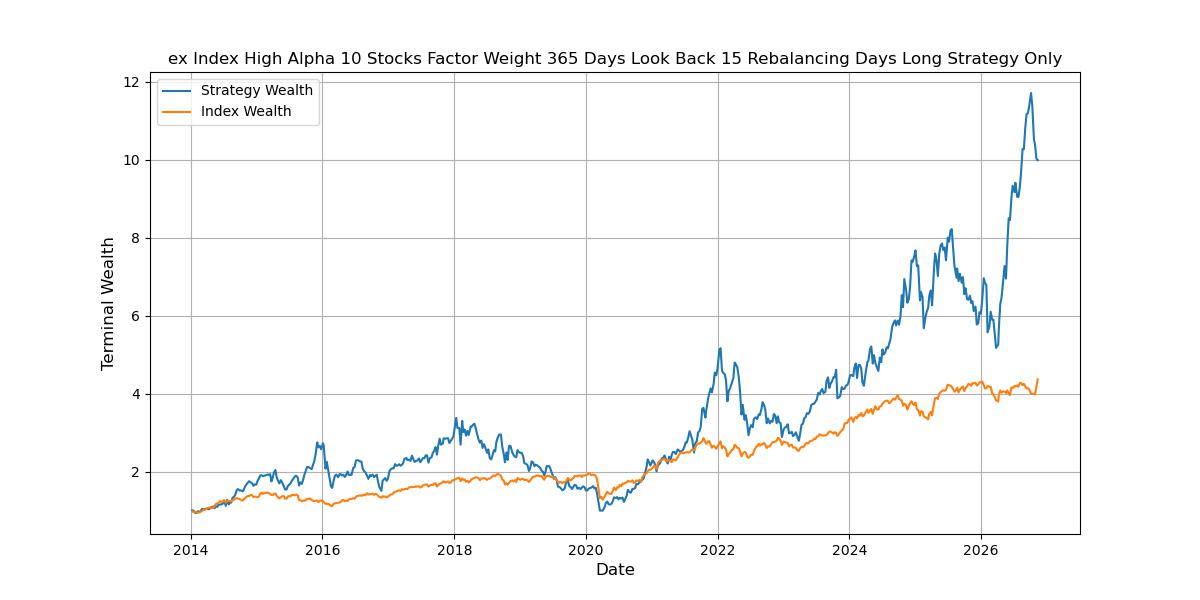 ex Index High Alpha 10 Stocks Factor Weight 365 Days Look Back 15 Rebalancing Days Long Strategy Only
Strategy Wealth
Index Wealth
12
10
8
6
4
2
Terminal Wealth
2014 2016 2018 2020 2022 2024 2026
Date